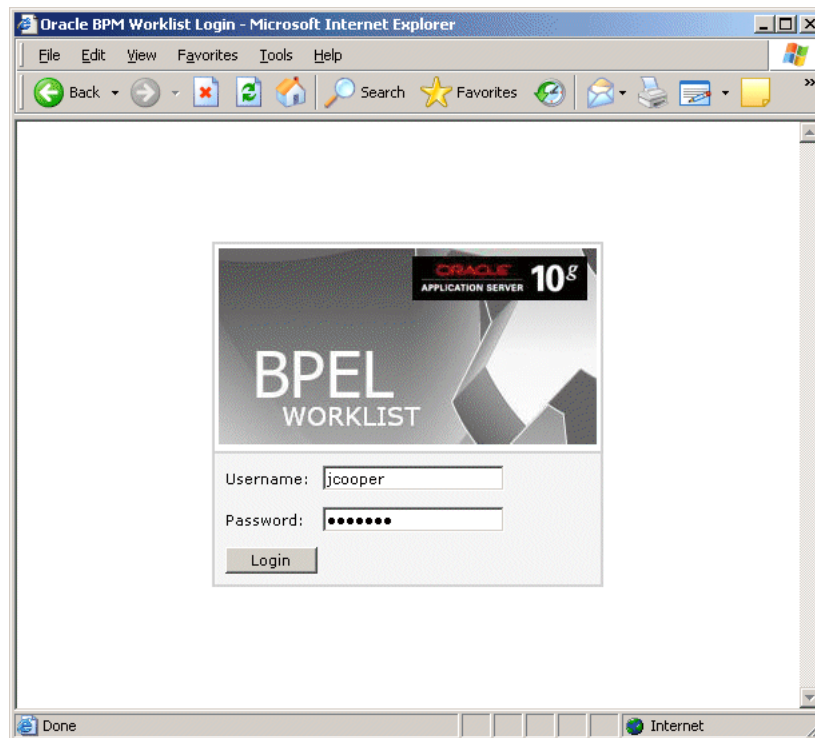 Oracle BPM Worklist Login - Microsoft Internet Explorer
File Edit View Favorites Tools Help
Back Search Favorites »
ORACLE
APPLICATION SERVER 10g
BPEL
WORKLIST
Username: jcooper
Password: •••••••
Login
Done Internet